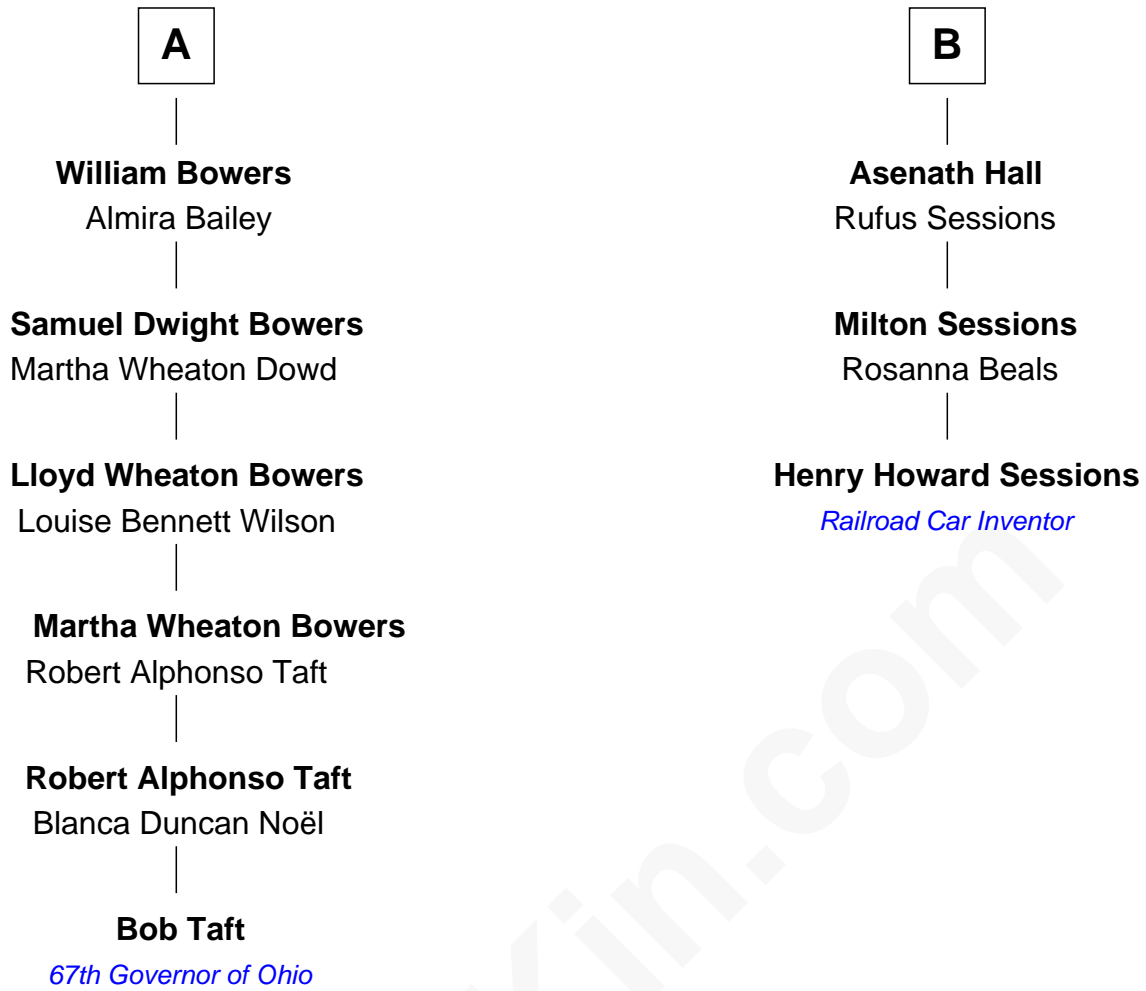 A
William Bowers
Almira Bailey
Samuel Dwight Bowers
Martha Wheaton Dowd
Lloyd Wheaton Bowers
Louise Bennett Wilson
Martha Wheaton Bowers
Robert Alphonso Taft
Robert Alphonso Taft
Blanca Duncan Noël
Bob Taft
67th Governor of Ohio
B
Asenath Hall
Rufus Sessions
Milton Sessions
Rosanna Beals
Henry Howard Sessions
Railroad Car Inventor
Kin.com